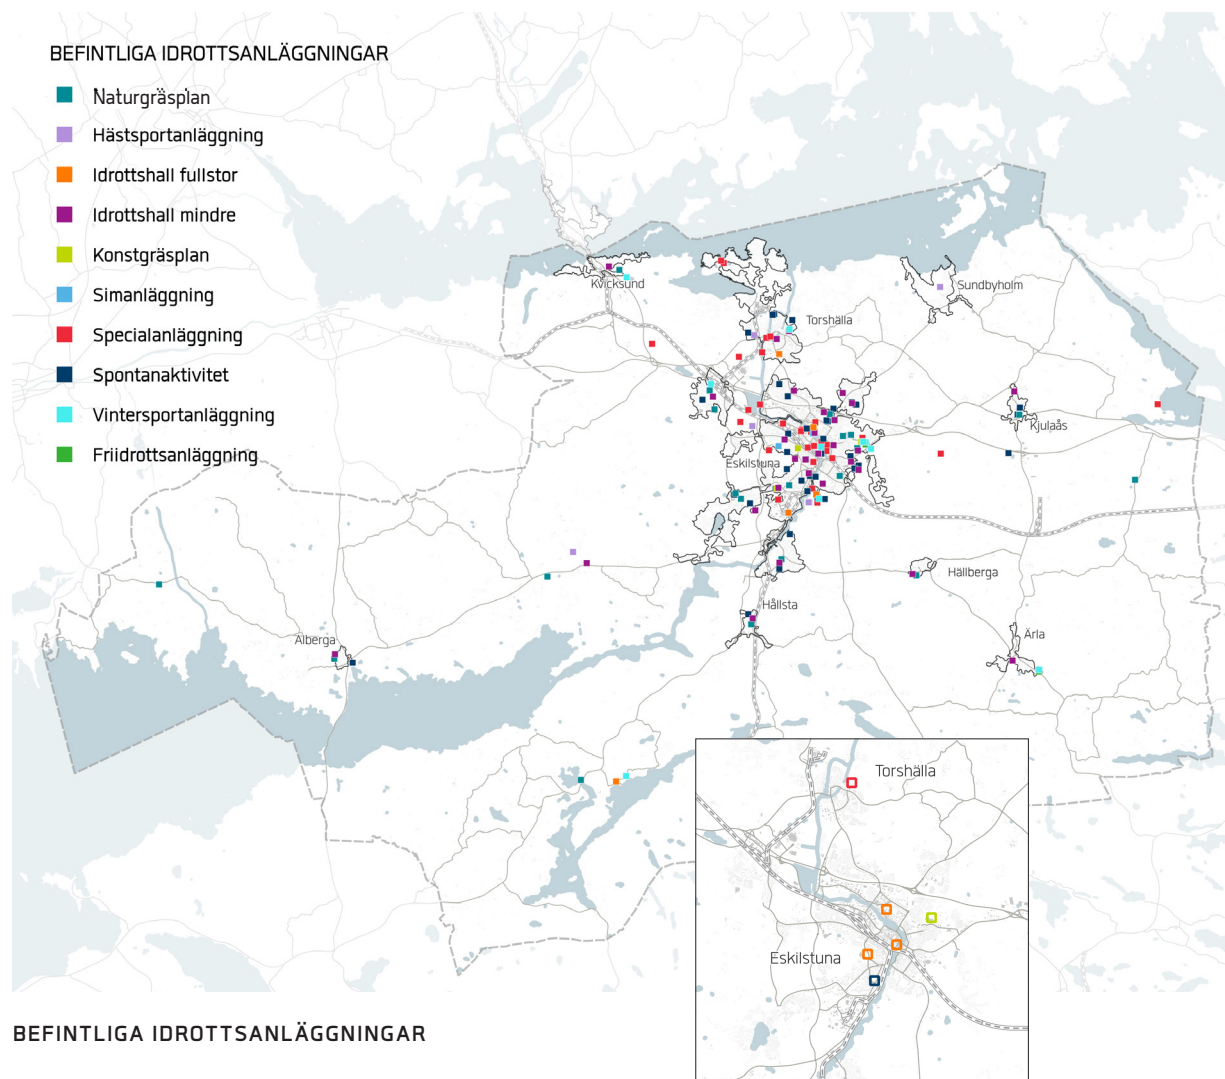 BEFINTLIGA IDROTTSANLÄGGNINGAR
Naturgräsplan
Hästsportanläggning
Idrottshall fullstor
Idrottshall mindre
Konstgräsplan
Simanläggning
Specialanläggning
Spontanaktivitet
Vintersportanläggning
Friidrottsanläggning
Kvicksund
Sundbyholm
Torshälla
Kjulaås
Eskilstuna
Hällberga
Hållsta
Ärla
Alberga
Torshälla
Eskilstuna
BEFINTLIGA IDROTTSANLÄGGNINGAR